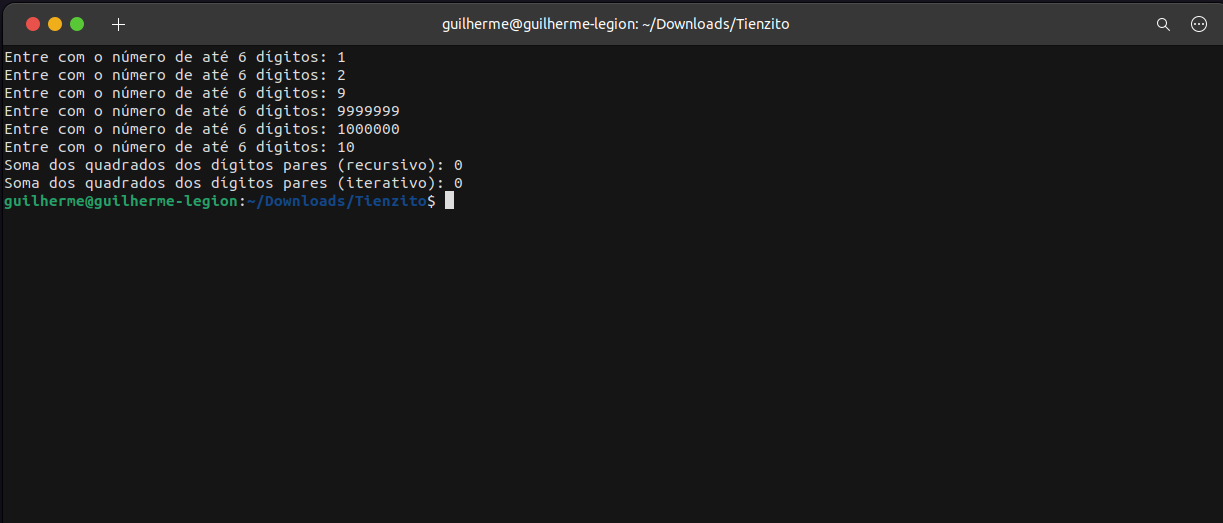 guilherme@guilherme-legion: ~/Downloads/Tienzito
Entre com o número de até 6 dígitos: 1
Entre com o número de até 6 dígitos: 2
Entre com o número de até 6 dígitos: 9
Entre com o número de até 6 dígitos: 9999999
Entre com o número de até 6 dígitos: 1000000
Entre com o número de até 6 dígitos: 10
Soma dos quadrados dos dígitos pares (recursivo): 0
Soma dos quadrados dos dígitos pares (iterativo): 0
guilherme@guilherme-legion:~/Downloads/Tienzito$